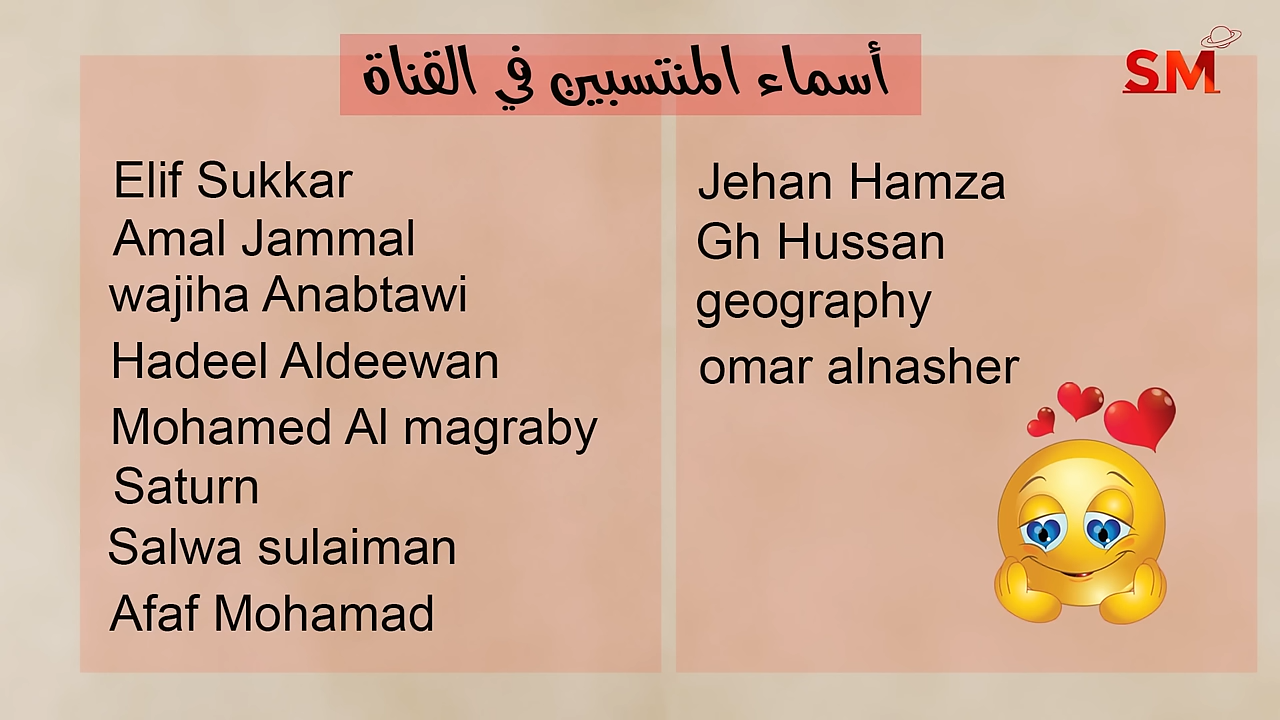 أسماء المنتسبين في القناة
SM
Elif Sukkar
Amal Jammal
wajiha Anabtawi
Hadeel Aldeewan
Mohamed Al magraby
Saturn
Salwa sulaiman
Afaf Mohamad
Jehan Hamza
Gh Hussan
geography
omar alnasher